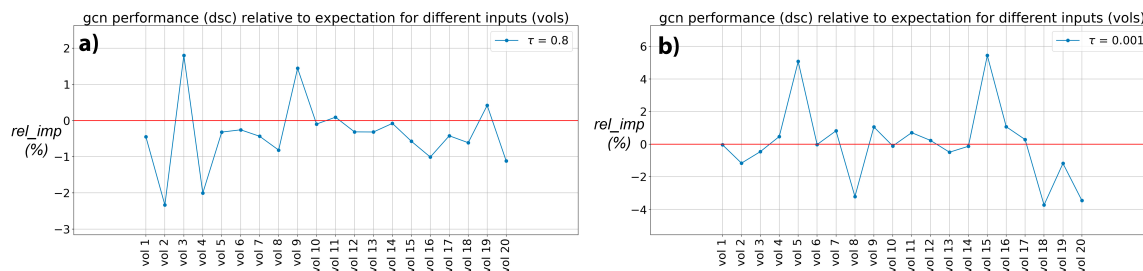 gcn performance (dsc) relative to expectation for different inputs (vols)
a)
τ = 0.8
2
1
0
−1
−2
−3
rel_imp
(%)
vol 1
vol 2
vol 3
vol 4
vol 5
vol 6
vol 7
vol 8
vol 9
vol 10
vol 11
vol 12
vol 13
vol 14
vol 15
vol 16
vol 17
vol 18
vol 19
vol 20
gcn performance (dsc) relative to expectation for different inputs (vols)
b)
τ = 0.001
6
4
2
0
−2
−4
rel_imp
(%)
vol 1
vol 2
vol 3
vol 4
vol 5
vol 6
vol 7
vol 8
vol 9
vol 10
vol 11
vol 12
vol 13
vol 14
vol 15
vol 16
vol 17
vol 18
vol 19
vol 20